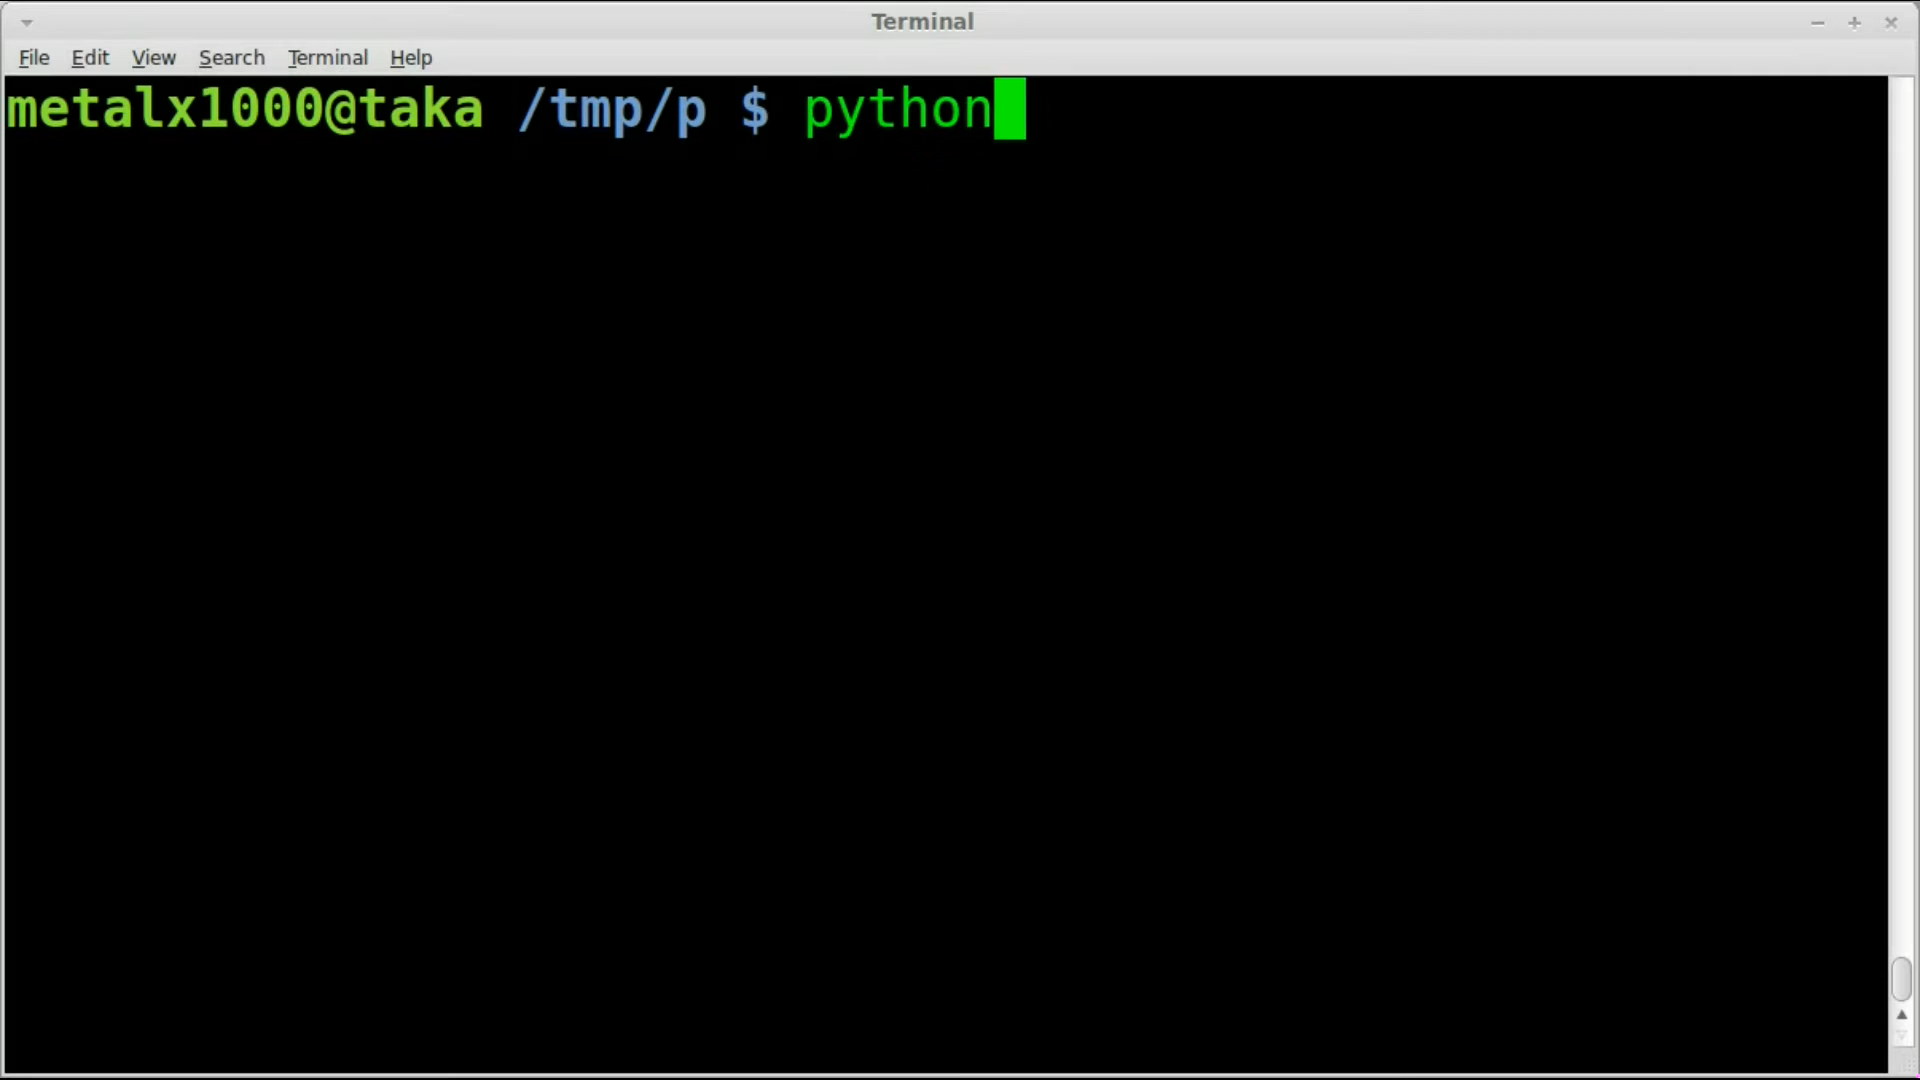 Terminal
File Edit View Search Terminal Help
metalx1000@taka /tmp/p $ python